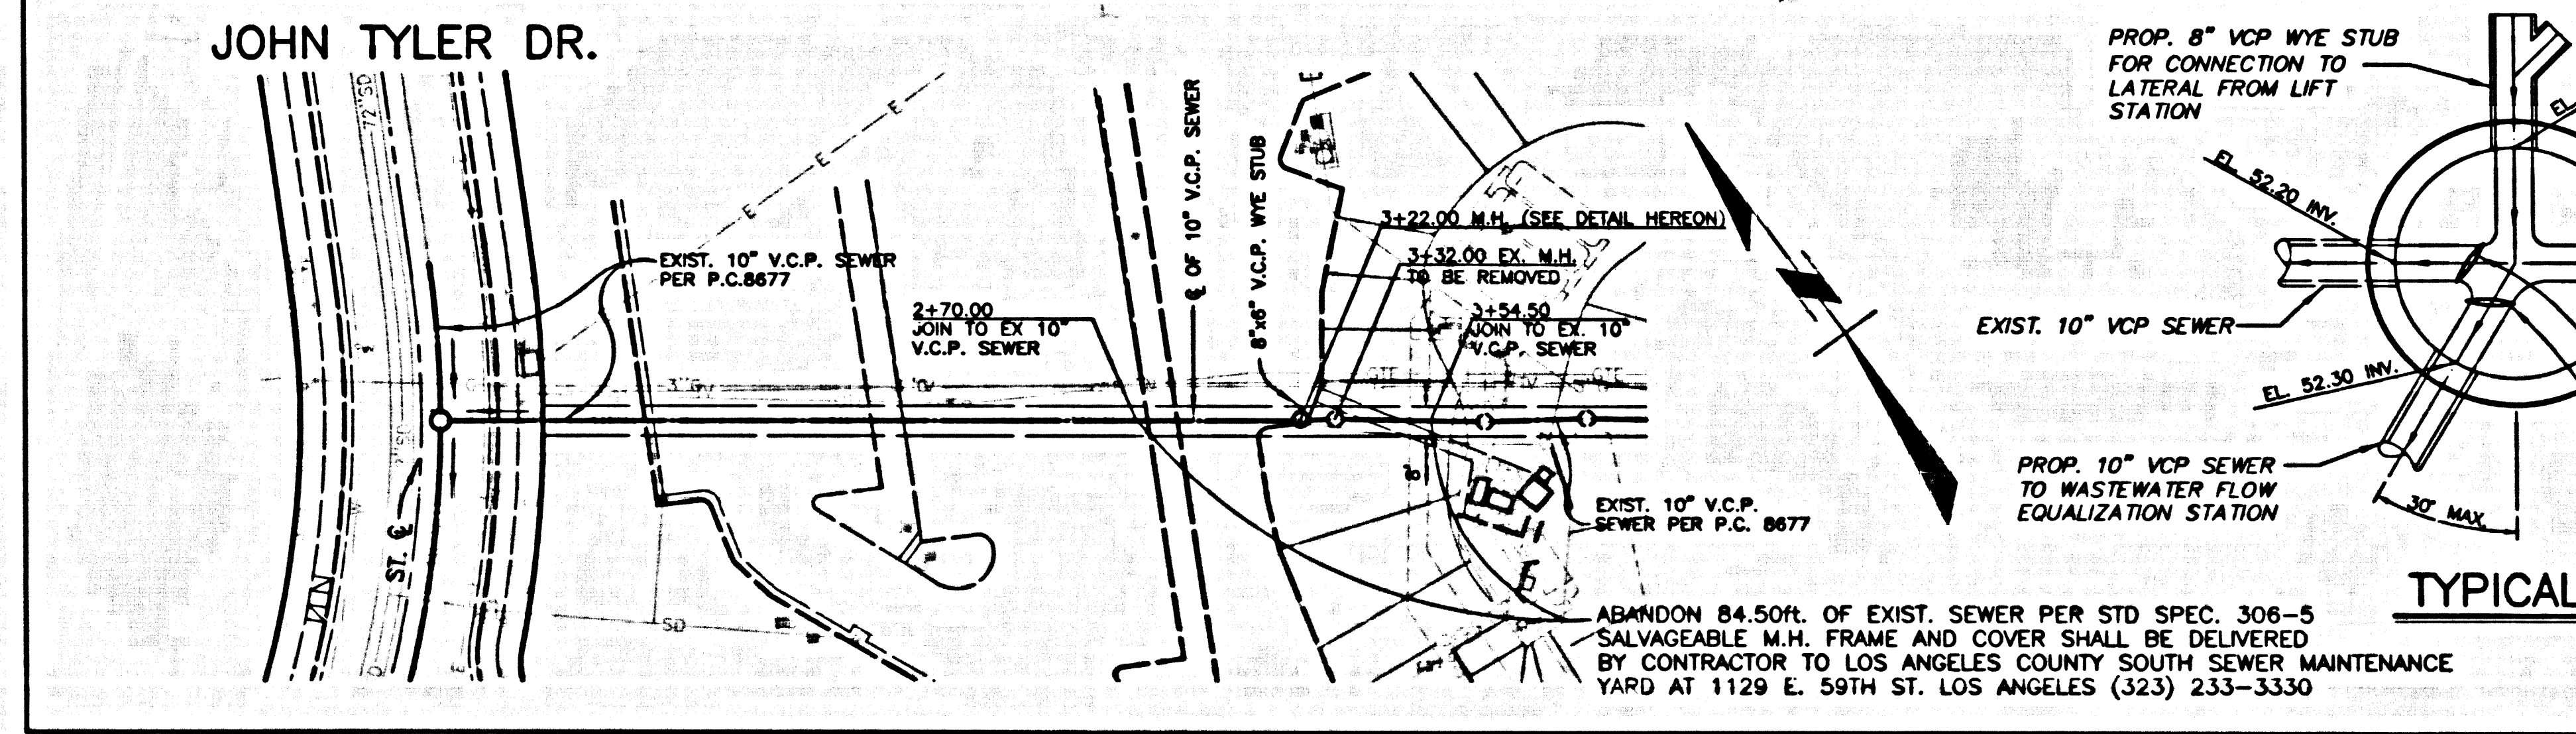 JOHN TYLER DR.
72"SD
E
E
E
EXIST. 10" V.C.P. SEWER
PER P.C.8677
2+70.00
JOIN TO EX 10"
V.C.P. SEWER
℄ OF 10" V.C.P. SEWER
8"x6" V.C.P. WYE STUB
3+22.00 M.H. (SEE DETAIL HEREON)
3+32.00 EX. M.H.
TO BE REMOVED
3+54.50
JOIN TO EX. 10"
V.C.P. SEWER
GTE
GTE
EXIST. 10" V.C.P.
SEWER PER P.C. 8677
ST. ℄
SD
ABANDON 84.50ft. OF EXIST. SEWER PER STD SPEC. 306-5
SALVAGEABLE M.H. FRAME AND COVER SHALL BE DELIVERED
BY CONTRACTOR TO LOS ANGELES COUNTY SOUTH SEWER MAINTENANCE
YARD AT 1129 E. 59TH ST. LOS ANGELES (323) 233-3330
PROP. 8" VCP WYE STUB
FOR CONNECTION TO
LATERAL FROM LIFT
STATION
EL.
EL. 52.20 INV.
EXIST. 10" VCP SEWER
EL. 52.30 INV.
PROP. 10" VCP SEWER
TO WASTEWATER FLOW
EQUALIZATION STATION
30° MAX.
TYPICAL